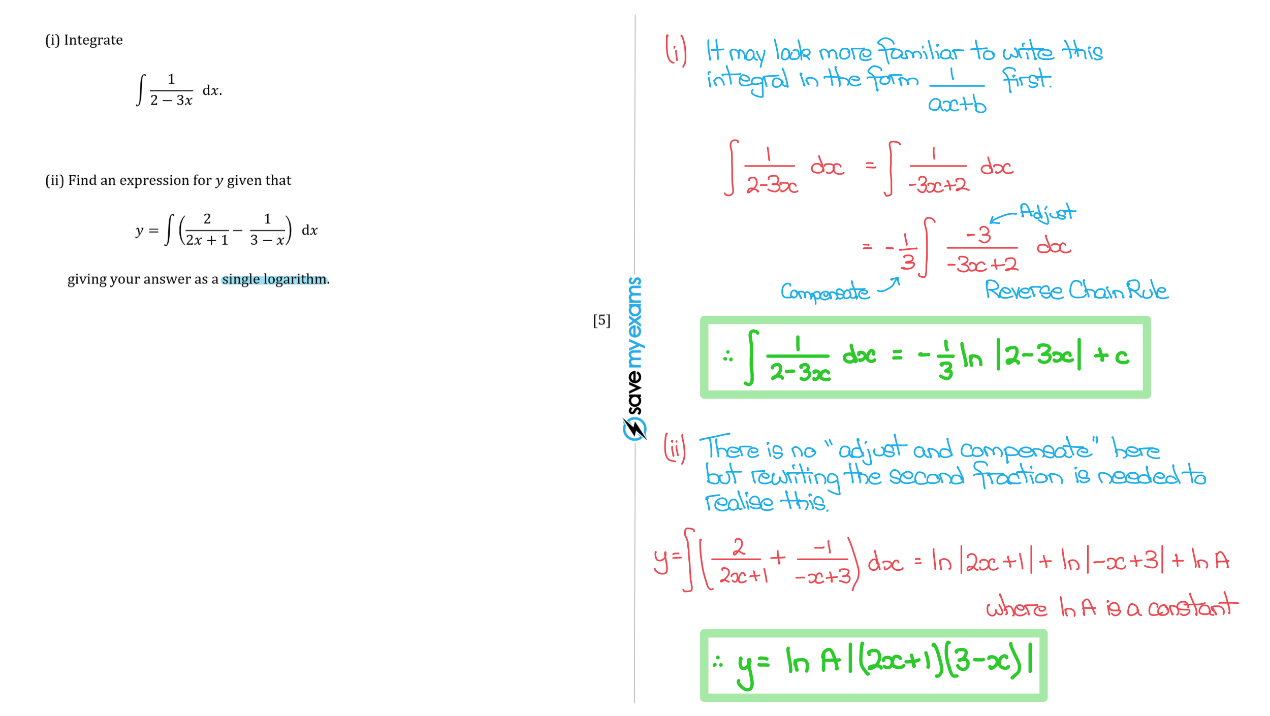 (i) Integrate
∫ 1/(2 − 3x) dx.
(ii) Find an expression for y given that
y = ∫ (2/(2x + 1) − 1/(3 − x)) dx
giving your answer as a single logarithm.
[5]
savemyexams
(i) It may look more familiar to write this
integral in the form 1/(ax+b) first.
∫ 1/(2-3x) dx = ∫ 1/(-3x+2) dx
Adjust
= -1/3 ∫ -3/(-3x+2) dx
Compensate Reverse Chain Rule
∴ ∫ 1/(2-3x) dx = -1/3 ln |2-3x| + c
(ii) There is no "adjust and compensate" here
but rewriting the second fraction is needed to
realise this.
y= ∫ (2/(2x+1) + -1/(-x+3)) dx = ln|2x+1| + ln|-x+3| + ln A
where ln A is a constant
∴ y= ln A|(2x+1)(3-x)|